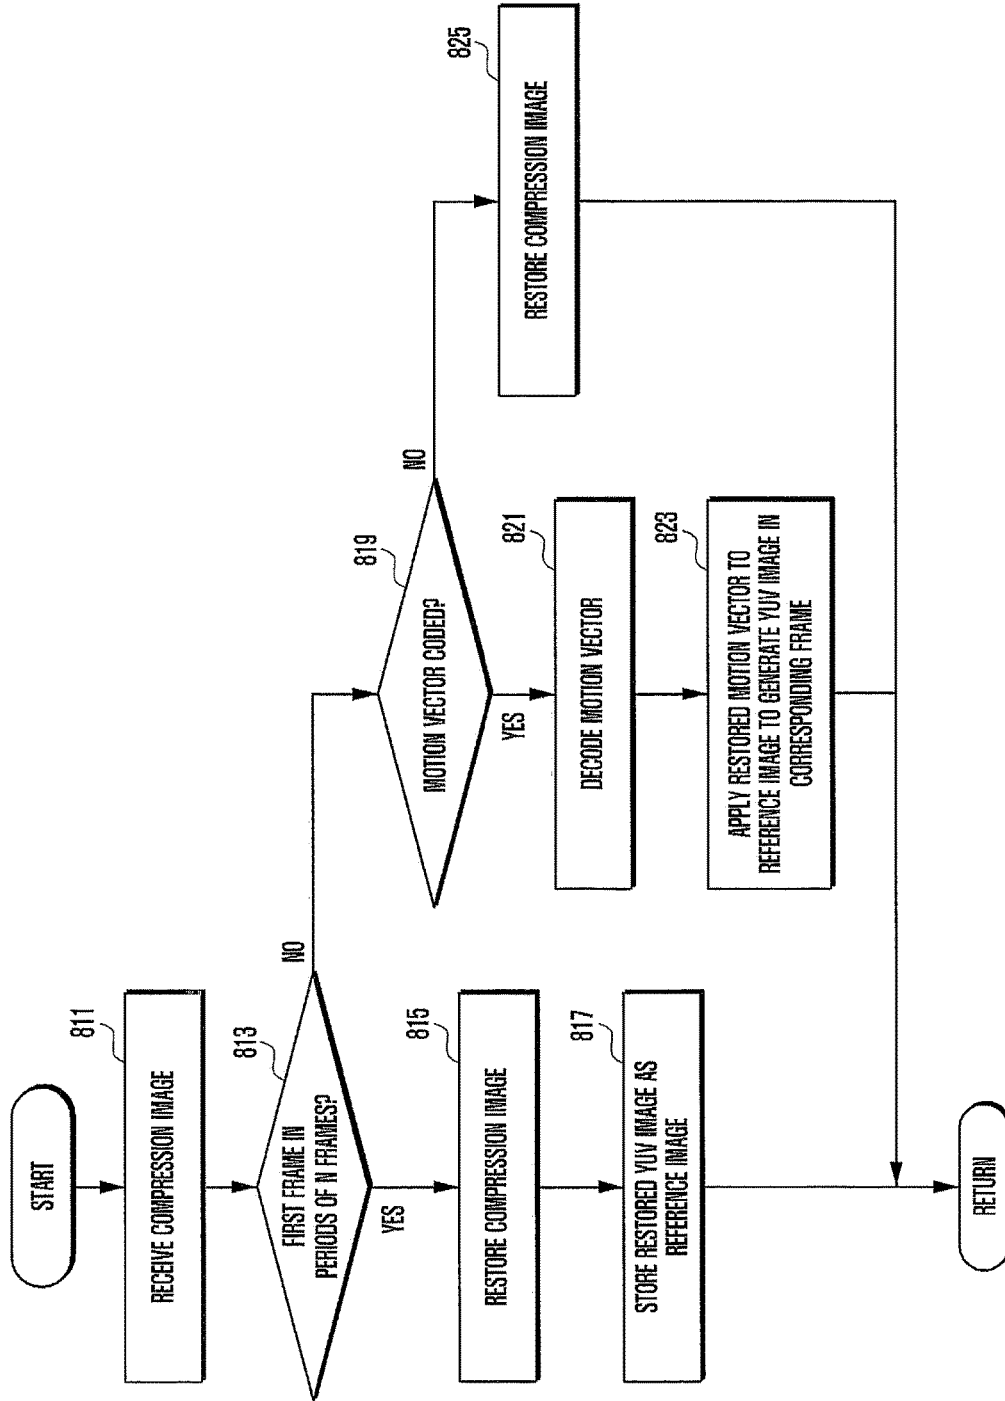 START
811
RECEIVE COMPRESSION IMAGE
813
FIRST FRAME IN
PERIODS OF N FRAMES?
NO
YES
815
RESTORE COMPRESSION IMAGE
817
STORE RESTORED YUV IMAGE AS
REFERENCE IMAGE
819
MOTION VECTOR CODED?
NO
YES
821
DECODE MOTION VECTOR
823
APPLY RESTORED MOTION VECTOR TO
REFERENCE IMAGE TO GENERATE YUV IMAGE IN
CORRESPONDING FRAME
825
RESTORE COMPRESSION IMAGE
RETURN